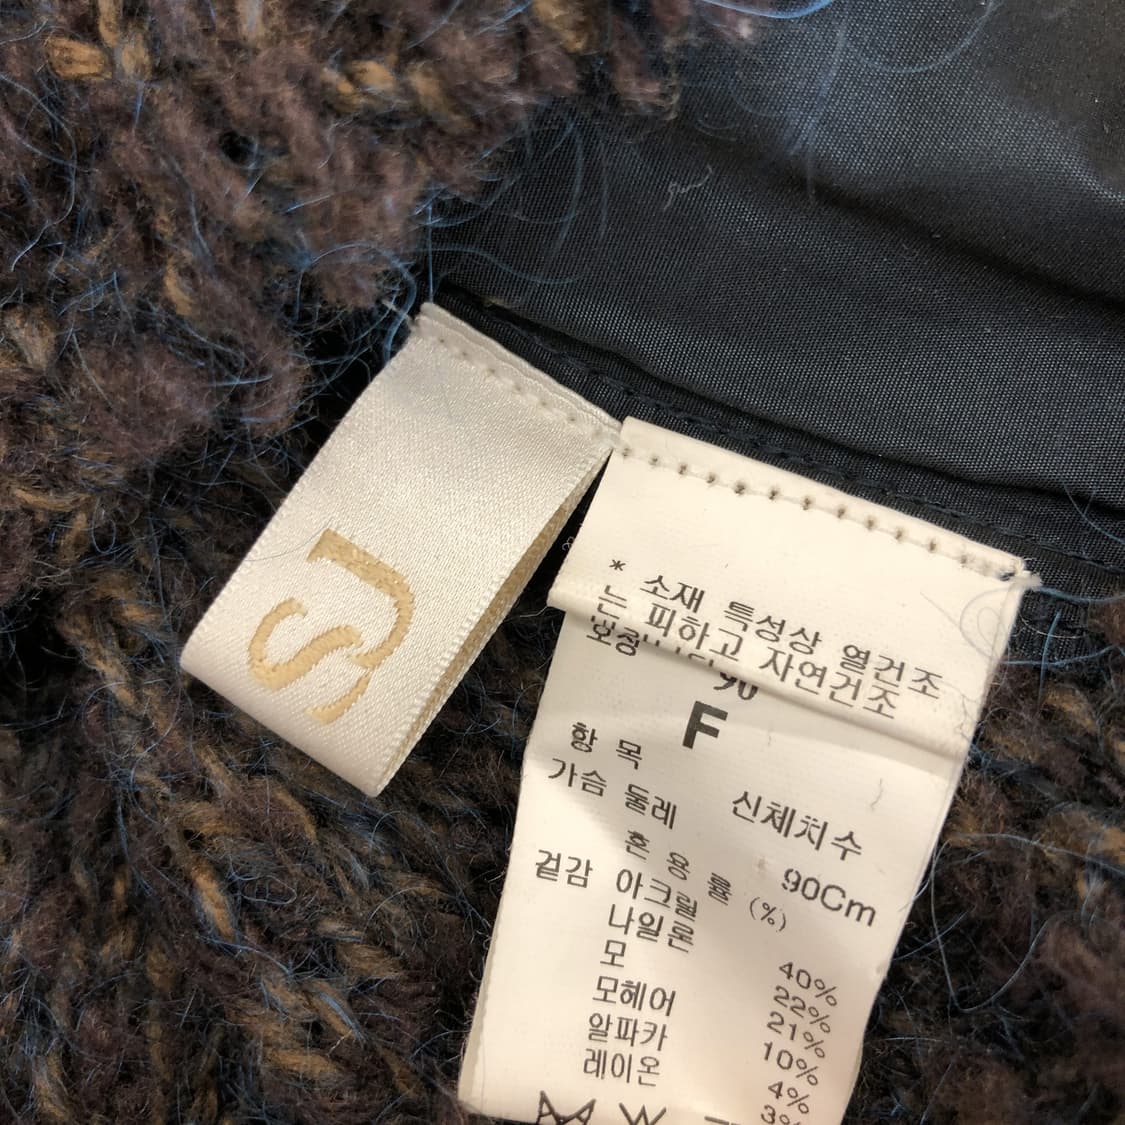 SJ
* 소재 특성상 열건조
는 피하고 자연건조
90
F
항 목 신체치수
가슴 둘레 90Cm
혼 용 율 (%)
겉감 아크릴 40%
나일론 22%
모 21%
모헤어 10%
알파카 4%
레이온 3%